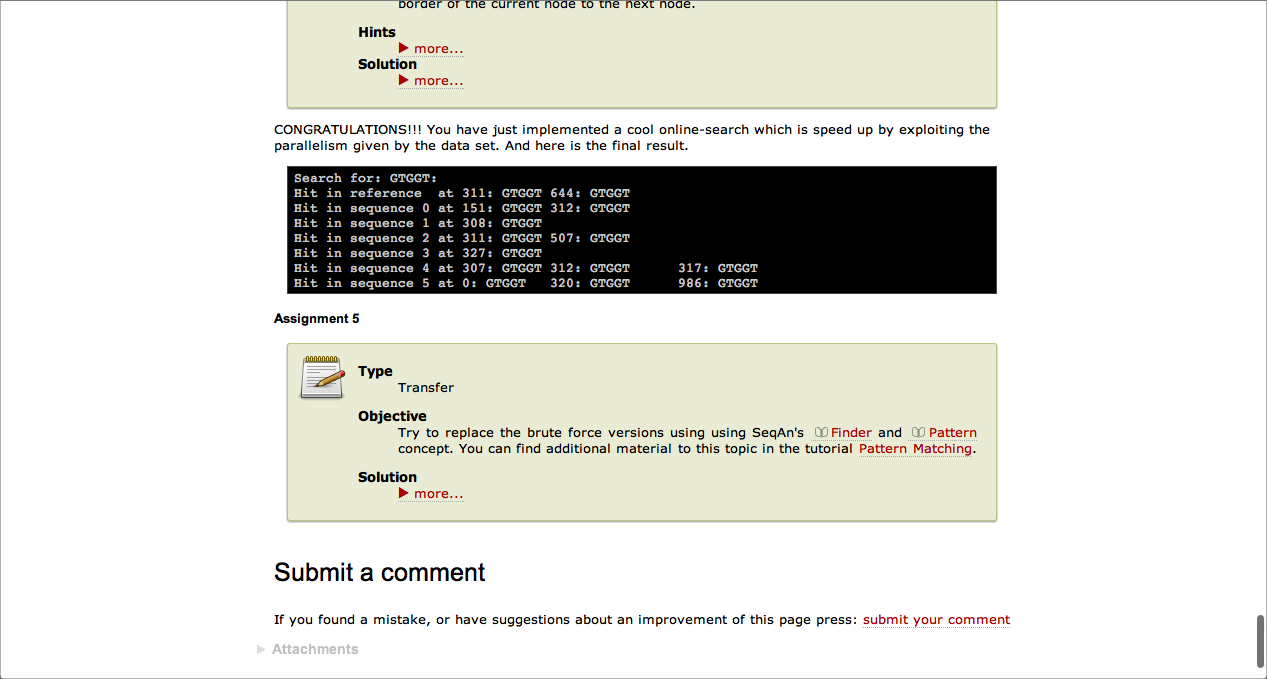 border of the current node to the next node.
Hints
▶ more...
Solution
▶ more...
CONGRATULATIONS!!! You have just implemented a cool online-search which is speed up by exploiting the
parallelism given by the data set. And here is the final result.
Search for: GTGGT:
Hit in reference  at 311: GTGGT 644: GTGGT
Hit in sequence 0 at 151: GTGGT 312: GTGGT
Hit in sequence 1 at 308: GTGGT
Hit in sequence 2 at 311: GTGGT 507: GTGGT
Hit in sequence 3 at 327: GTGGT
Hit in sequence 4 at 307: GTGGT 312: GTGGT      317: GTGGT
Hit in sequence 5 at 0: GTGGT   320: GTGGT      986: GTGGT
Assignment 5
Type
Transfer
Objective
Try to replace the brute force versions using using SeqAn's Finder and Pattern
concept. You can find additional material to this topic in the tutorial Pattern Matching.
Solution
▶ more...
Submit a comment
If you found a mistake, or have suggestions about an improvement of this page press: submit your comment
▶ Attachments